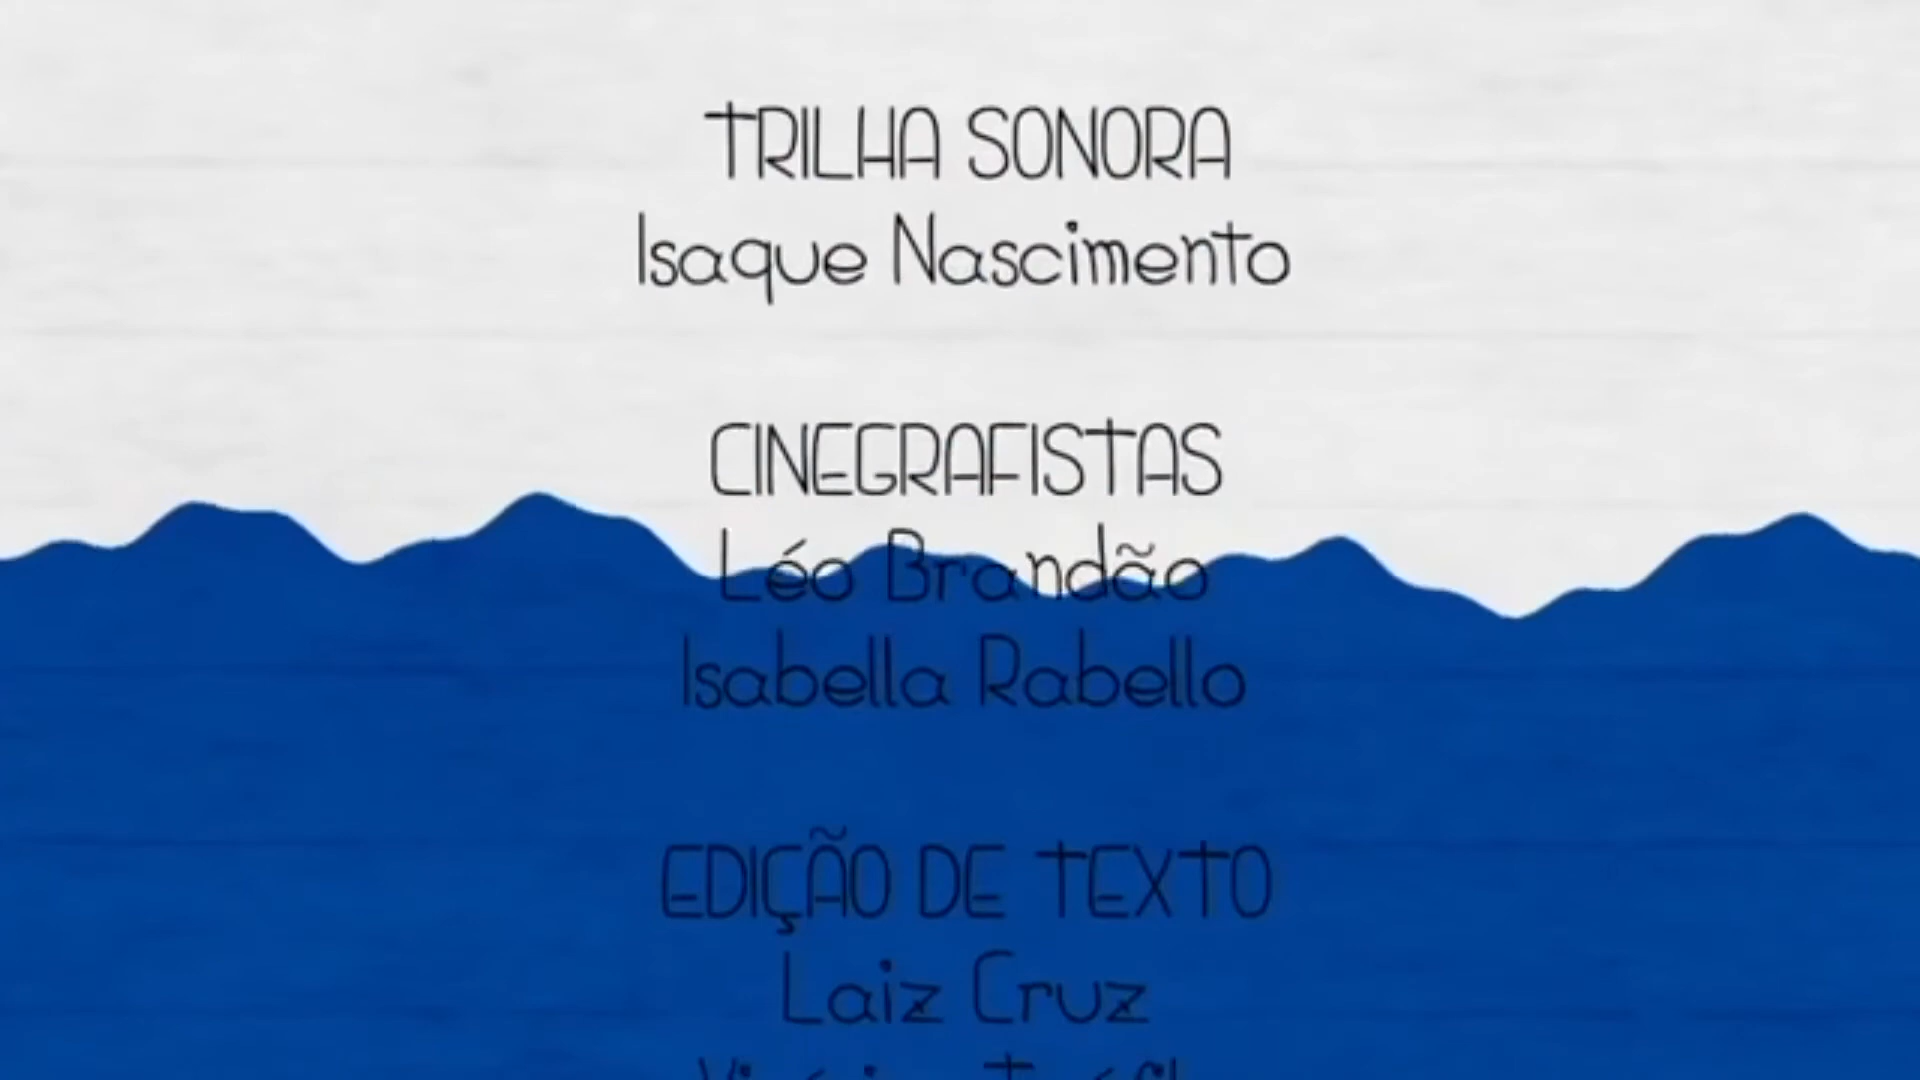 TRILHA SONORA
Isaque Nascimento
CINEGRAFISTAS
Léo Brandão
Isabella Rabello
EDIÇÃO DE TEXTO
Laiz Cruz